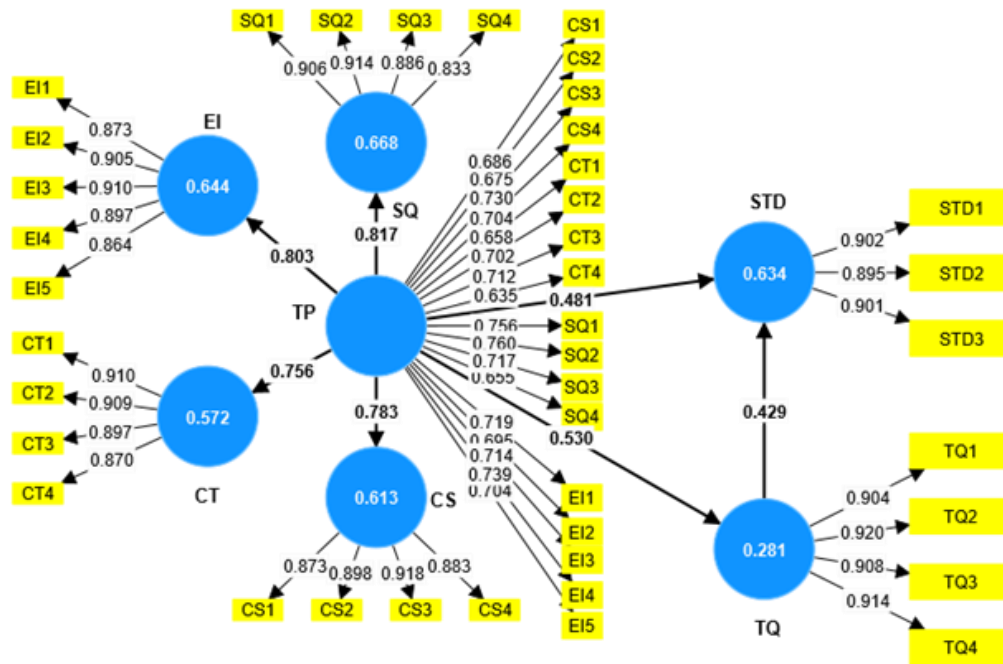 SQ1 SQ2 SQ3 SQ4
0.906 0.914 0.886 0.833
0.668
SQ
0.817
EI1
EI2
EI3
EI4
EI5
0.873
0.905
0.910
0.897
0.864
EI
0.644
0.803
TP
CT1
CT2
CT3
CT4
0.910
0.909
0.897
0.870
0.572
CT
0.756
0.783
0.613
CS
0.873 0.898 0.918 0.883
CS1 CS2 CS3 CS4
0.686
0.675
0.730
0.704
0.658
0.702
0.712
0.635
0.481
0.756
0.760
0.717
0.655
0.530
0.719
0.695
0.714
0.739
0.704
CS1
CS2
CS3
CS4
CT1
CT2
CT3
CT4
SQ1
SQ2
SQ3
SQ4
EI1
EI2
EI3
EI4
EI5
STD
0.634
0.902
0.895
0.901
STD1
STD2
STD3
0.429
0.281
TQ
0.904
0.920
0.908
0.914
TQ1
TQ2
TQ3
TQ4